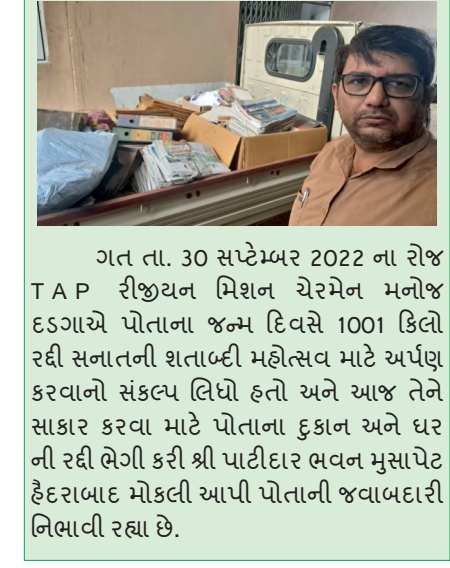 ગત તા. 30 સપ્ટેમ્બર 2022 ના રોજ
T A P રીજીયન મિશન ચેરમેન મનોજ
દડગાએ પોતાના જન્મ દિવસે 1001 કિલો
રદ્દી સનાતની શતાબ્દી મહોત્સવ માટે અર્પણ
કરવાનો સંકલ્પ લિધો હતો અને આજ તેને
સાકાર કરવા માટે પોતાના દુકાન અને ઘર
ની રદ્દી ભેગી કરી શ્રી પાટીદાર ભવન મુસાપેટ
હૈદરાબાદ મોકલી આપી પોતાની જવાબદારી
નિભાવી રહ્યા છે.